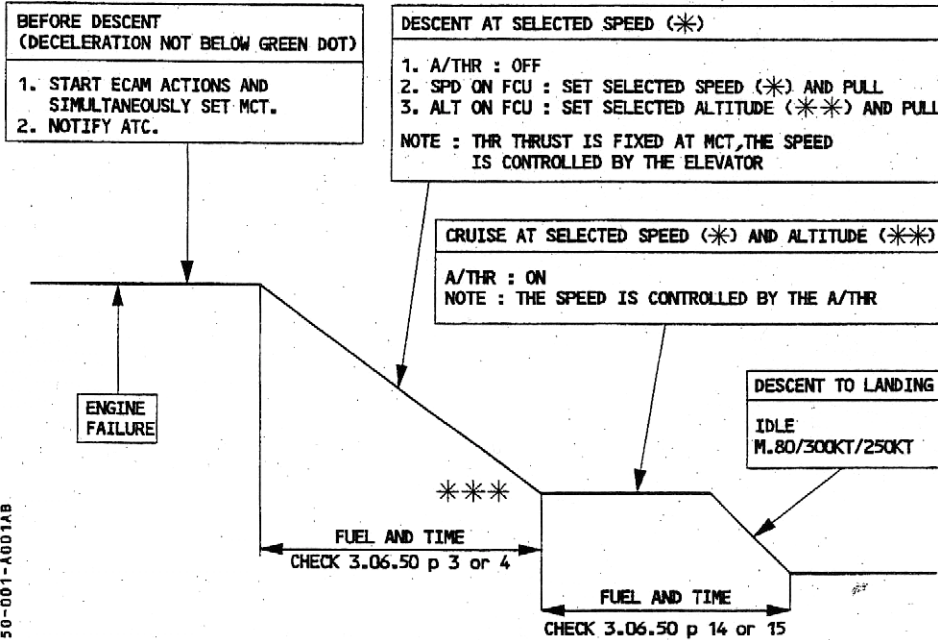 BEFORE DESCENT
(DECELERATION NOT BELOW GREEN DOT)
1. START ECAM ACTIONS AND
SIMULTANEOUSLY SET MCT.
2. NOTIFY ATC.
DESCENT AT SELECTED SPEED (✳)
1. A/THR : OFF
2. SPD ON FCU : SET SELECTED SPEED (✳) AND PULL
3. ALT ON FCU : SET SELECTED ALTITUDE (✳✳) AND PULL
NOTE : THR THRUST IS FIXED AT MCT,THE SPEED
IS CONTROLLED BY THE ELEVATOR
CRUISE AT SELECTED SPEED (✳) AND ALTITUDE (✳✳)
A/THR : ON
NOTE : THE SPEED IS CONTROLLED BY THE A/THR
ENGINE
FAILURE
DESCENT TO LANDING
IDLE
M.80/300KT/250KT
✳✳✳
FUEL AND TIME
CHECK 3.06.50 p 3 or 4
FUEL AND TIME
CHECK 3.06.50 p 14 or 15
50-001-A001AB